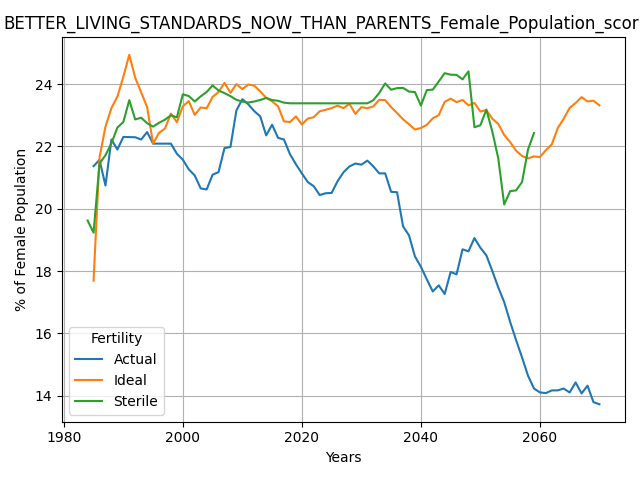 BETTER_LIVING_STANDARDS_NOW_THAN_PARENTS_Female_Population_scor
% of Female Population
24
22
20
18
16
14
Fertility
Actual
Ideal
Sterile
1980
2000
2020
2040
2060
Years